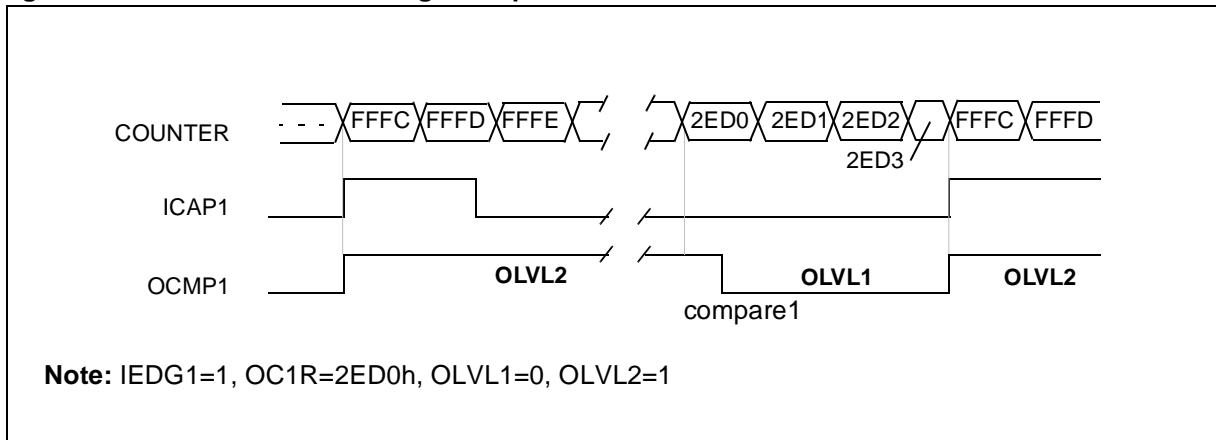 COUNTER
- - - -
FFFC
FFFD
FFFE
2ED0
2ED1
2ED2
2ED3
FFFC
FFFD
ICAP1
OCMP1
OLVL2
compare1
OLVL1
OLVL2
Note: IEDG1=1, OC1R=2ED0h, OLVL1=0, OLVL2=1